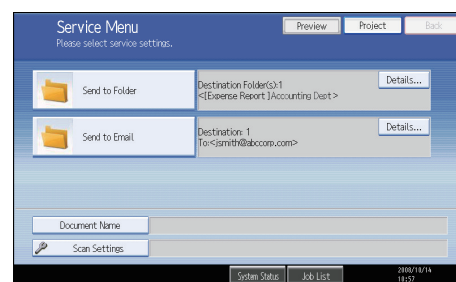 Service Menu
Please select service settings.
Preview
Project
Back
Send to Folder
Destination Folder(s):1
<[Expense Report ]Accounting Dept>
Details...
Send to Email
Destination: 1
To:<jsmith@abccorp.com>
Details...
Document Name
Scan Settings
System Status
Job List
2008/10/14
10:57